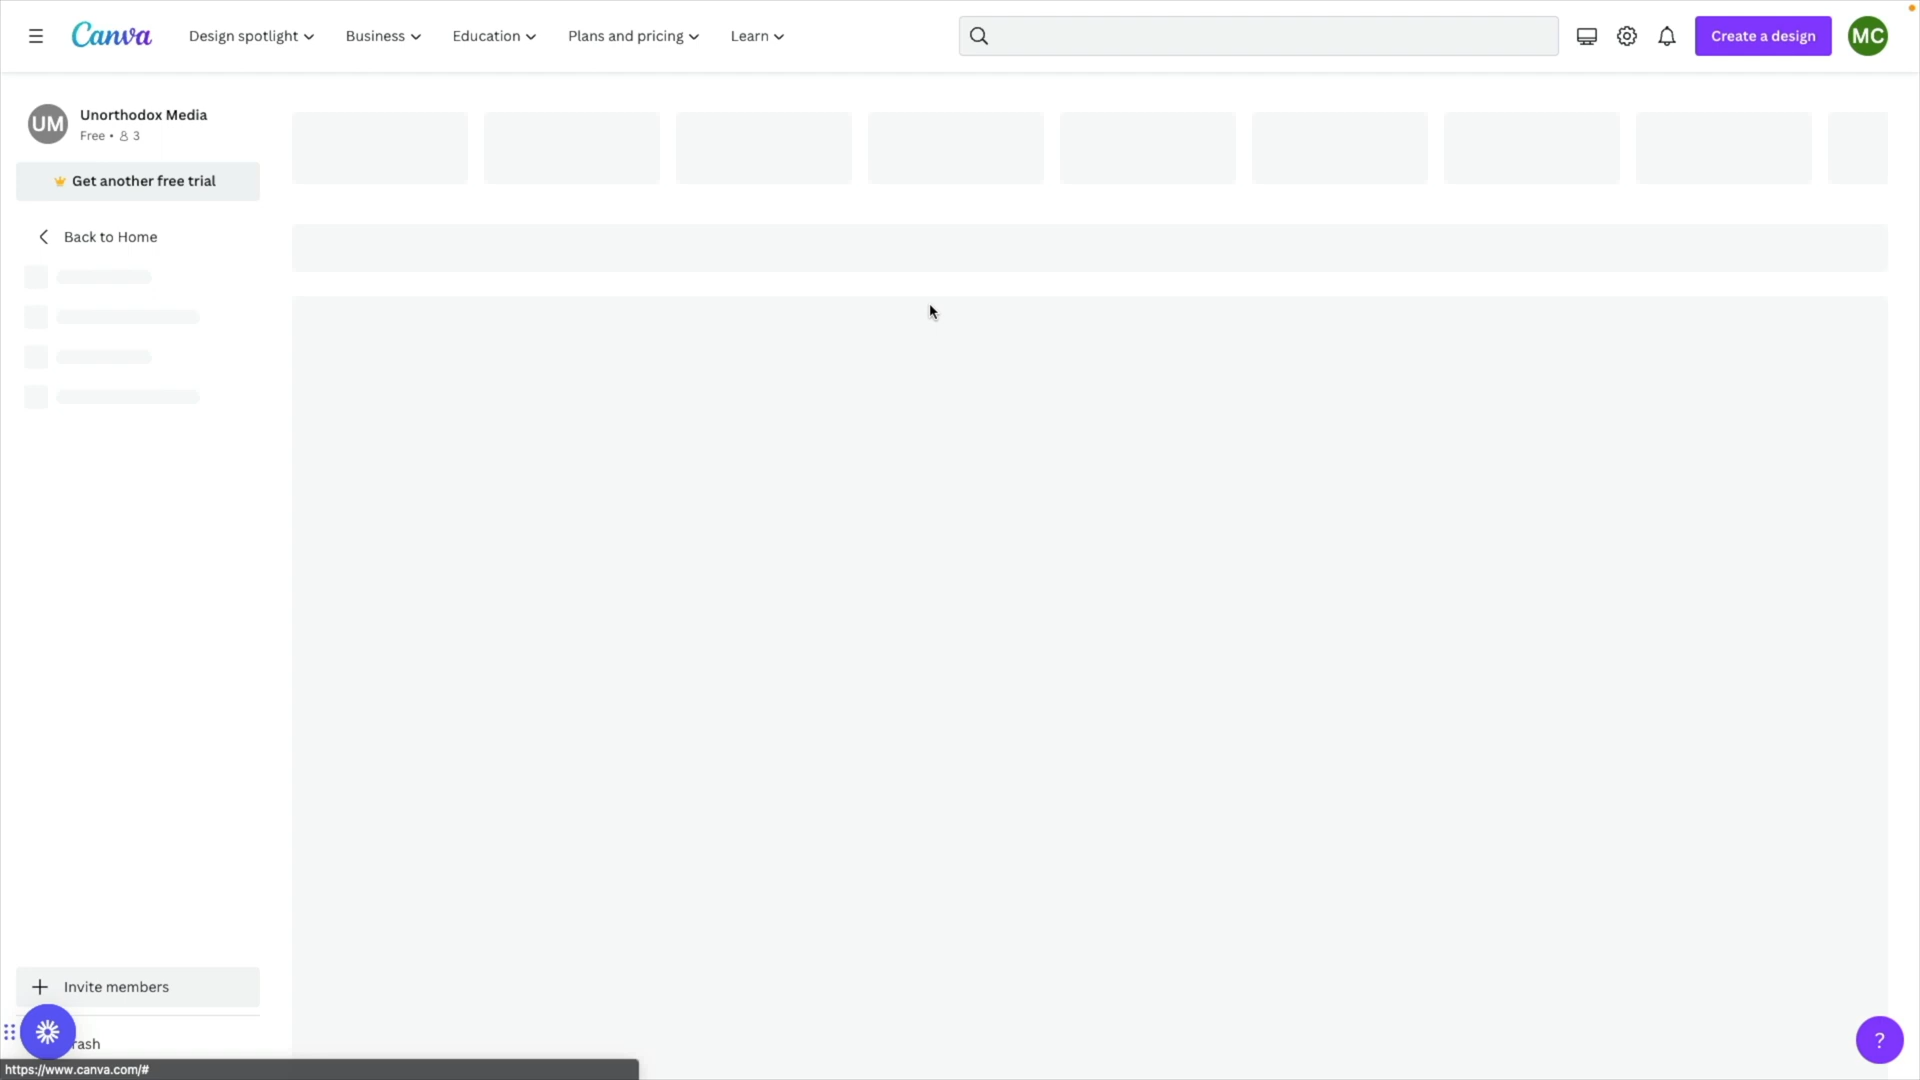 Canva
Design spotlight
Business
Education
Plans and pricing
Learn
Create a design
MC
UM
Unorthodox Media
Free • 3
Get another free trial
Back to Home
Invite members
rash
?
https://www.canva.com/#